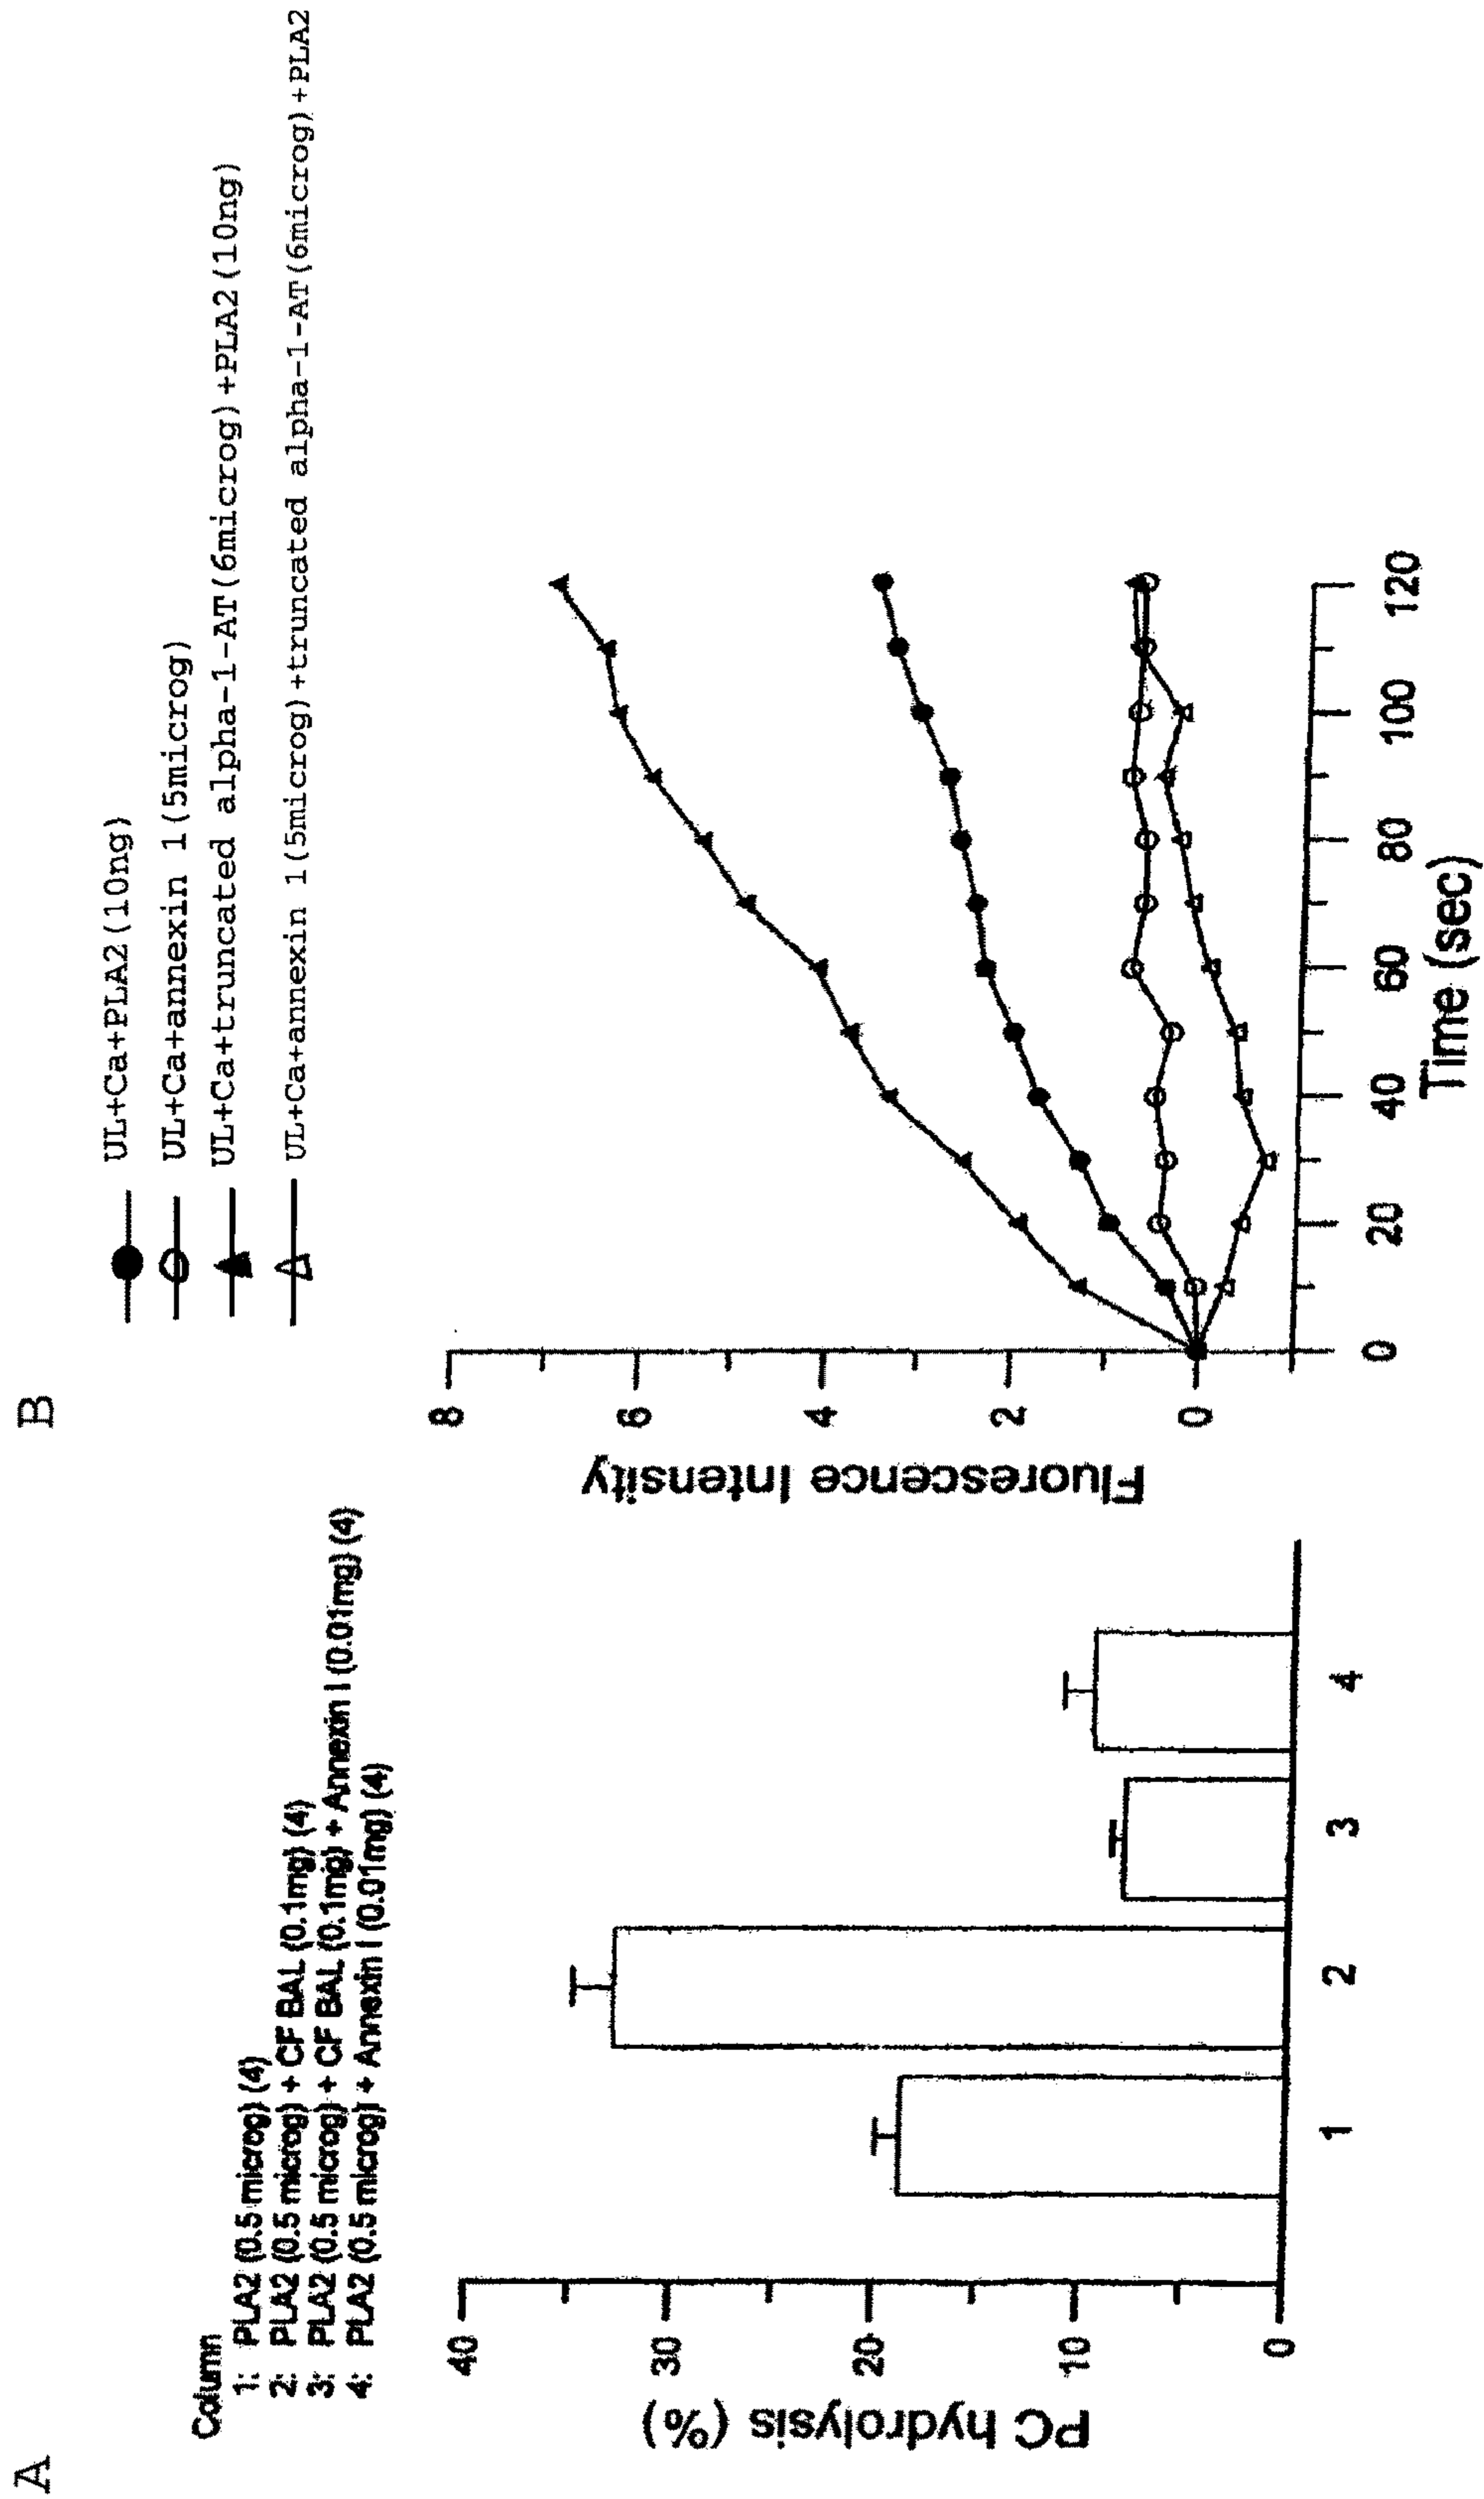 A
Column
1: PLA2 (0.5 microg) (4)
2: PLA2 (0.5 microg) + CF BAL (0.1mg) (4)
3: PLA2 (0.5 microg) + CF BAL (0.1mg) + Annexin I (0.01mg) (4)
4: PLA2 (0.5 microg) + Annexin I (0.01mg) (4)
PC hydrolysis (%)
40
30
20
10
0
1
2
3
4
B
UL+Ca+PLA2(10ng)
UL+Ca+annexin 1(5microg)
UL+Ca+truncated alpha-1-AT(6microg)+PLA2(10ng)
UL+Ca+annexin 1(5microg)+truncated alpha-1-AT(6microg)+PLA2
Fluorescence Intensity
8
6
4
2
0
0
20
40
60
80
100
120
Time (sec)